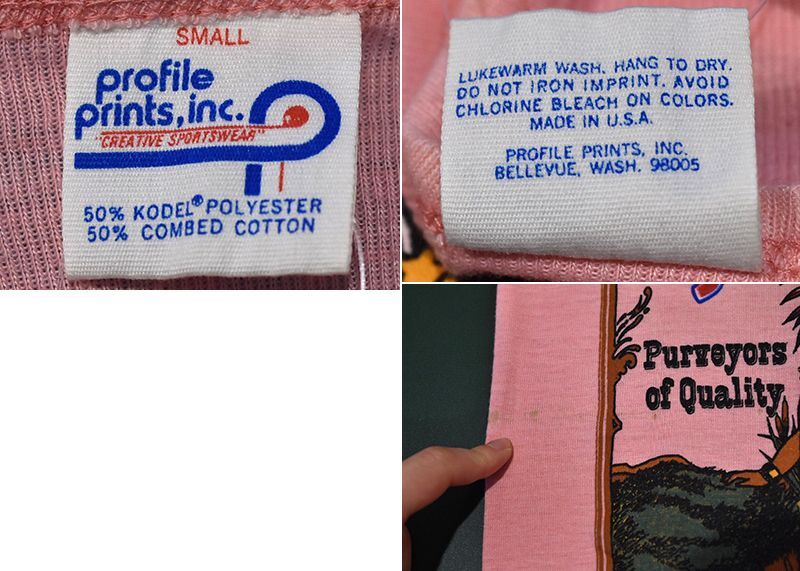 SMALL
profile
prints, inc.
"CREATIVE SPORTSWEAR"
50% KODEL® POLYESTER
50% COMBED COTTON
LUKEWARM WASH. HANG TO DRY.
DO NOT IRON IMPRINT. AVOID
CHLORINE BLEACH ON COLORS.
MADE IN U.S.A.
PROFILE PRINTS, INC.
BELLEVUE, WASH. 98005
Purveyors
of Quality